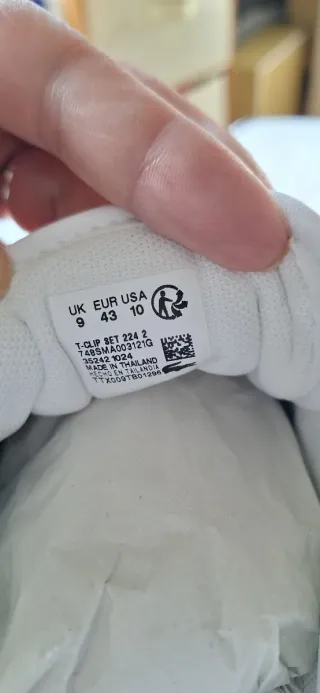 UK EUR USA
9 43 10
T-CLIP SET 224 2
748SMA003121G
35242 1024
MADE IN THAILAND
HECHO EN TAILANDIA
TTX009TB01296